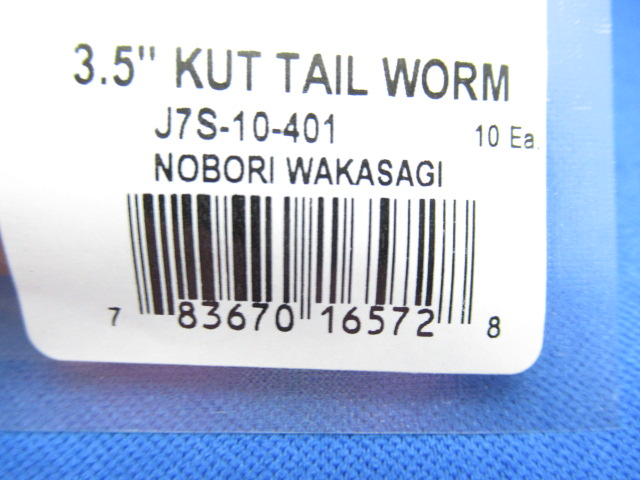 3.5" KUT TAIL WORM
J7S-10-401 10 Ea.
NOBORI WAKASAGI
7 83670 16572 8